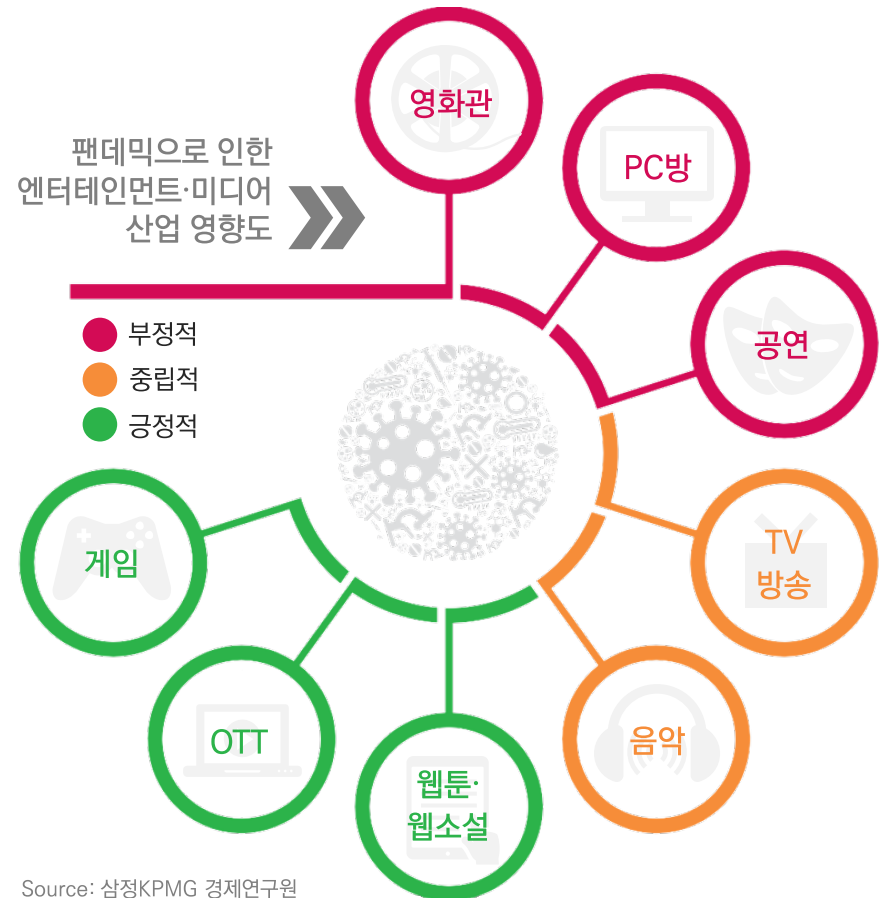 팬데믹으로 인한
엔터테인먼트·미디어
산업 영향도
부정적
중립적
긍정적
영화관
PC방
공연
TV
방송
음악
웹툰·
웹소설
OTT
게임
Source: 삼정KPMG 경제연구원